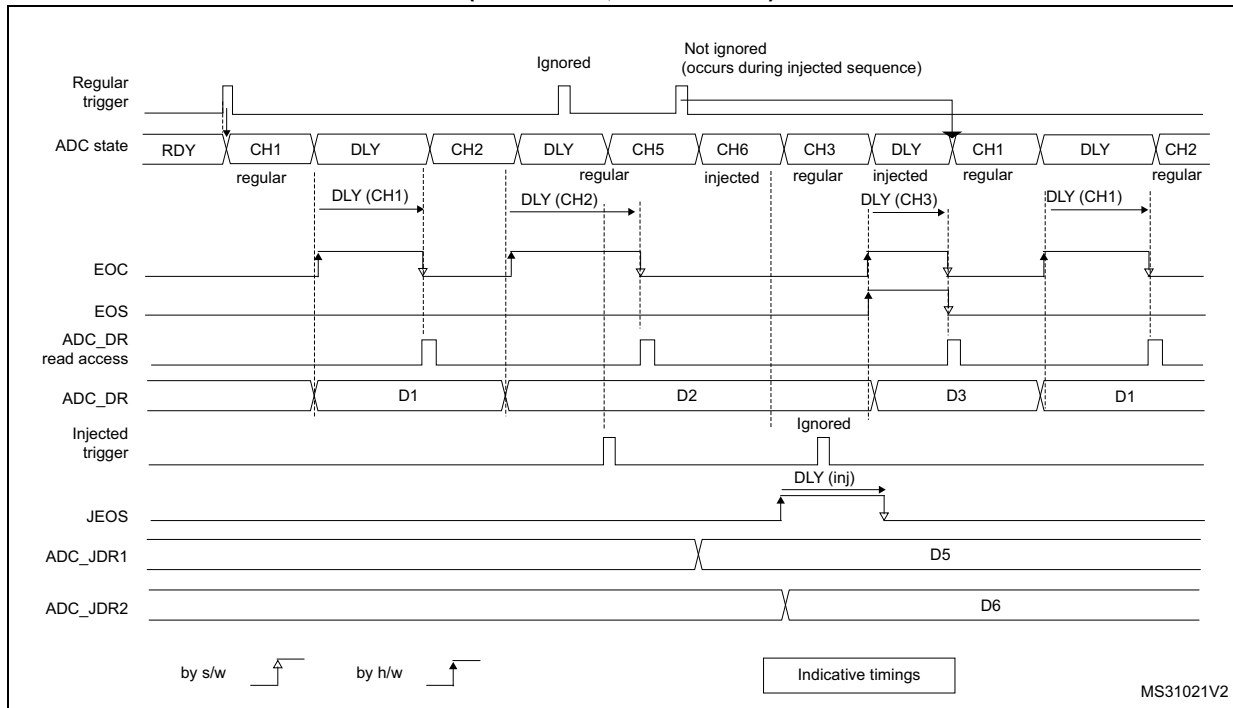 Not ignored
(occurs during injected sequence)
Ignored
Regular
trigger
ADC state
RDY
CH1
DLY
CH2
DLY
CH5
CH6
CH3
DLY
CH1
DLY
CH2
regular
regular
injected
regular
injected
regular
regular
DLY (CH1)
DLY (CH2)
DLY (CH3)
DLY (CH1)
EOC
EOS
ADC_DR
read access
ADC_DR
D1
D2
D3
D1
Injected
trigger
Ignored
DLY (inj)
JEOS
ADC_JDR1
D5
ADC_JDR2
D6
by s/w
by h/w
Indicative timings
MS31021V2